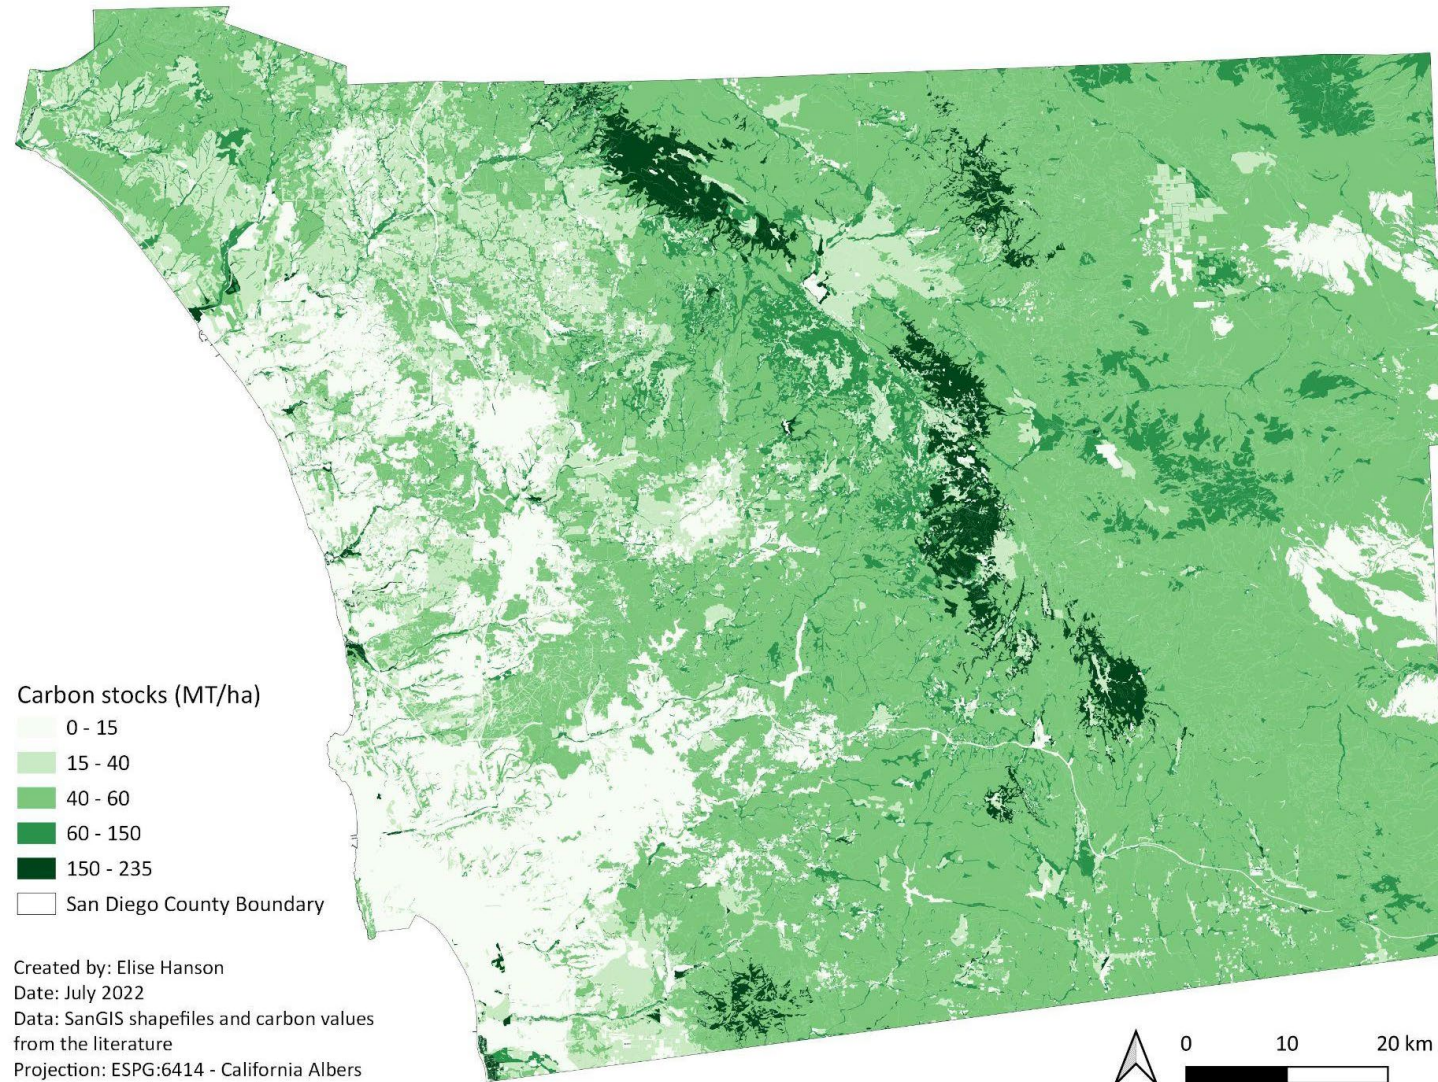 Carbon stocks (MT/ha)
0 - 15
15 - 40
40 - 60
60 - 150
150 - 235
San Diego County Boundary
Created by: Elise Hanson
Date: July 2022
Data: SanGIS shapefiles and carbon values
from the literature
Projection: ESPG:6414 - California Albers
0 10 20 km